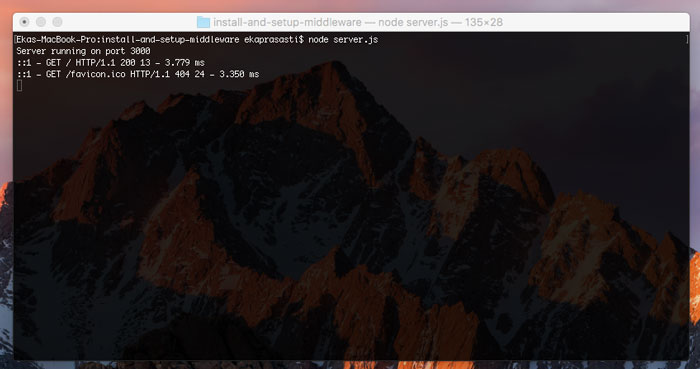 install-and-setup-middleware — node server.js — 135×28
[Ekas-MacBook-Pro:install-and-setup-middleware ekaprasasti$ node server.js ]
Server running on port 3000
::1 - GET / HTTP/1.1 200 13 - 3.779 ms
::1 - GET /favicon.ico HTTP/1.1 404 24 - 3.350 ms